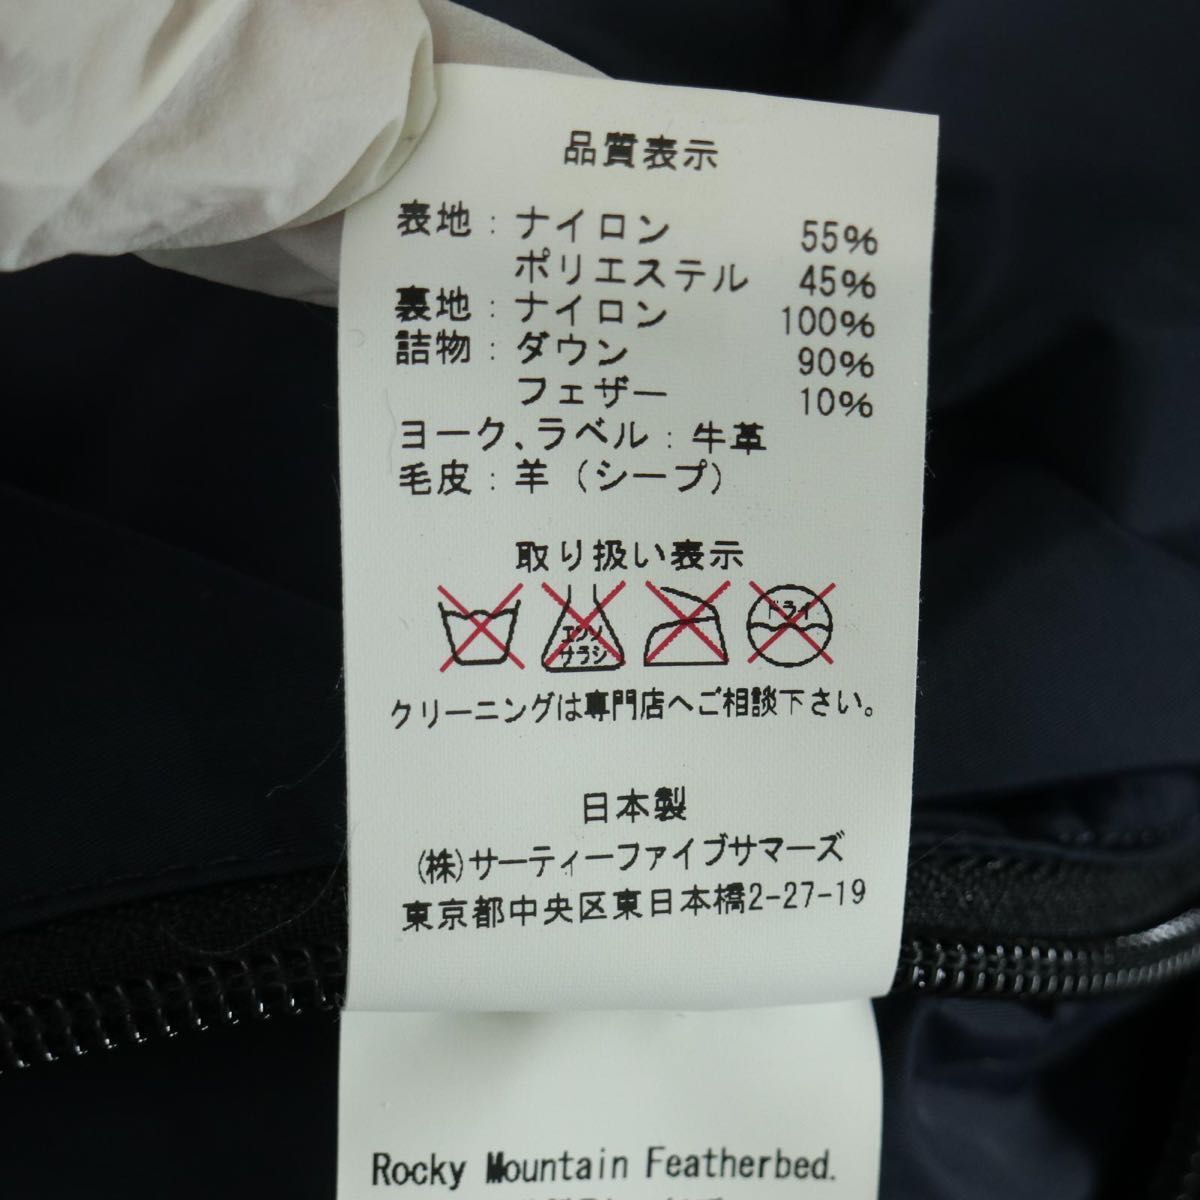 品質表示
表地：ナイロン 55%
ポリエステル 45%
裏地：ナイロン 100%
詰物：ダウン 90%
フェザー 10%
ヨーク、ラベル：牛革
毛皮：羊（シープ）
取り扱い表示
エンソ サラシ ドライ
クリーニングは専門店へご相談下さい。
日本製
(株)サーティーファイブサマーズ
東京都中央区東日本橋2-27-19
Rocky Mountain Featherbed.